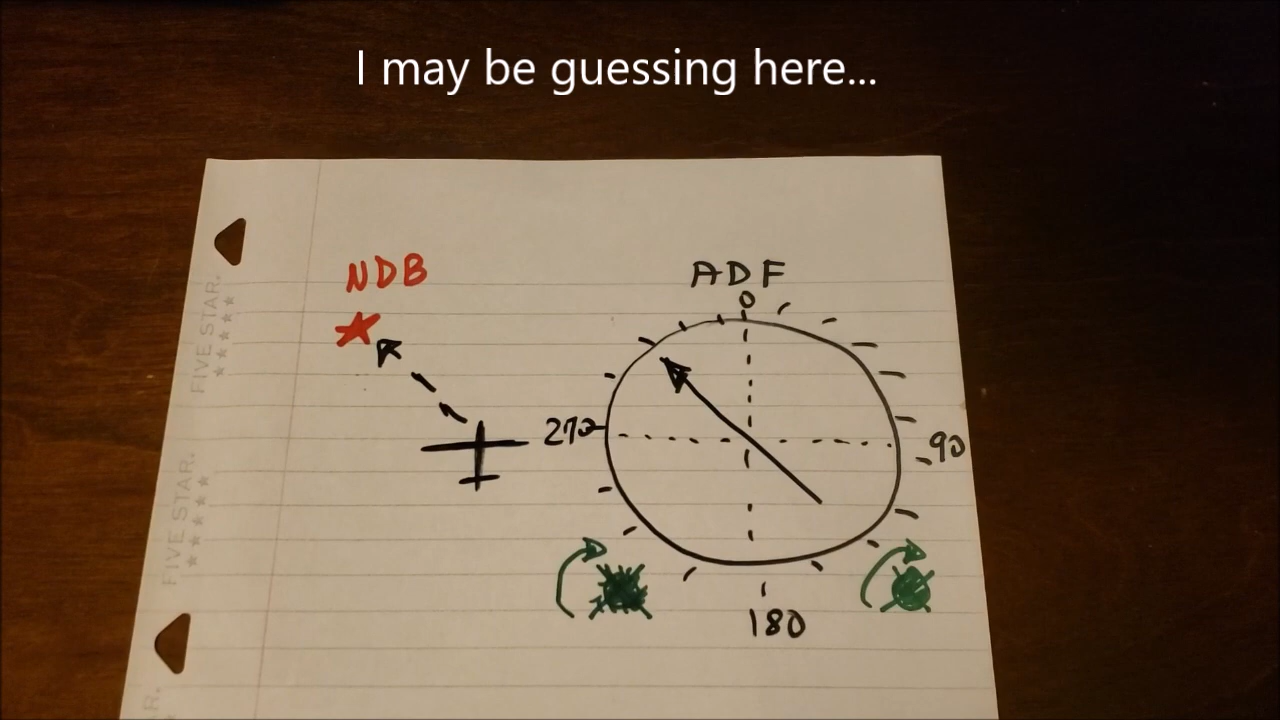 I may be guessing here...
NDB
ADF
0
270
90
180
FIVE STAR.
FIVE STAR.
R.